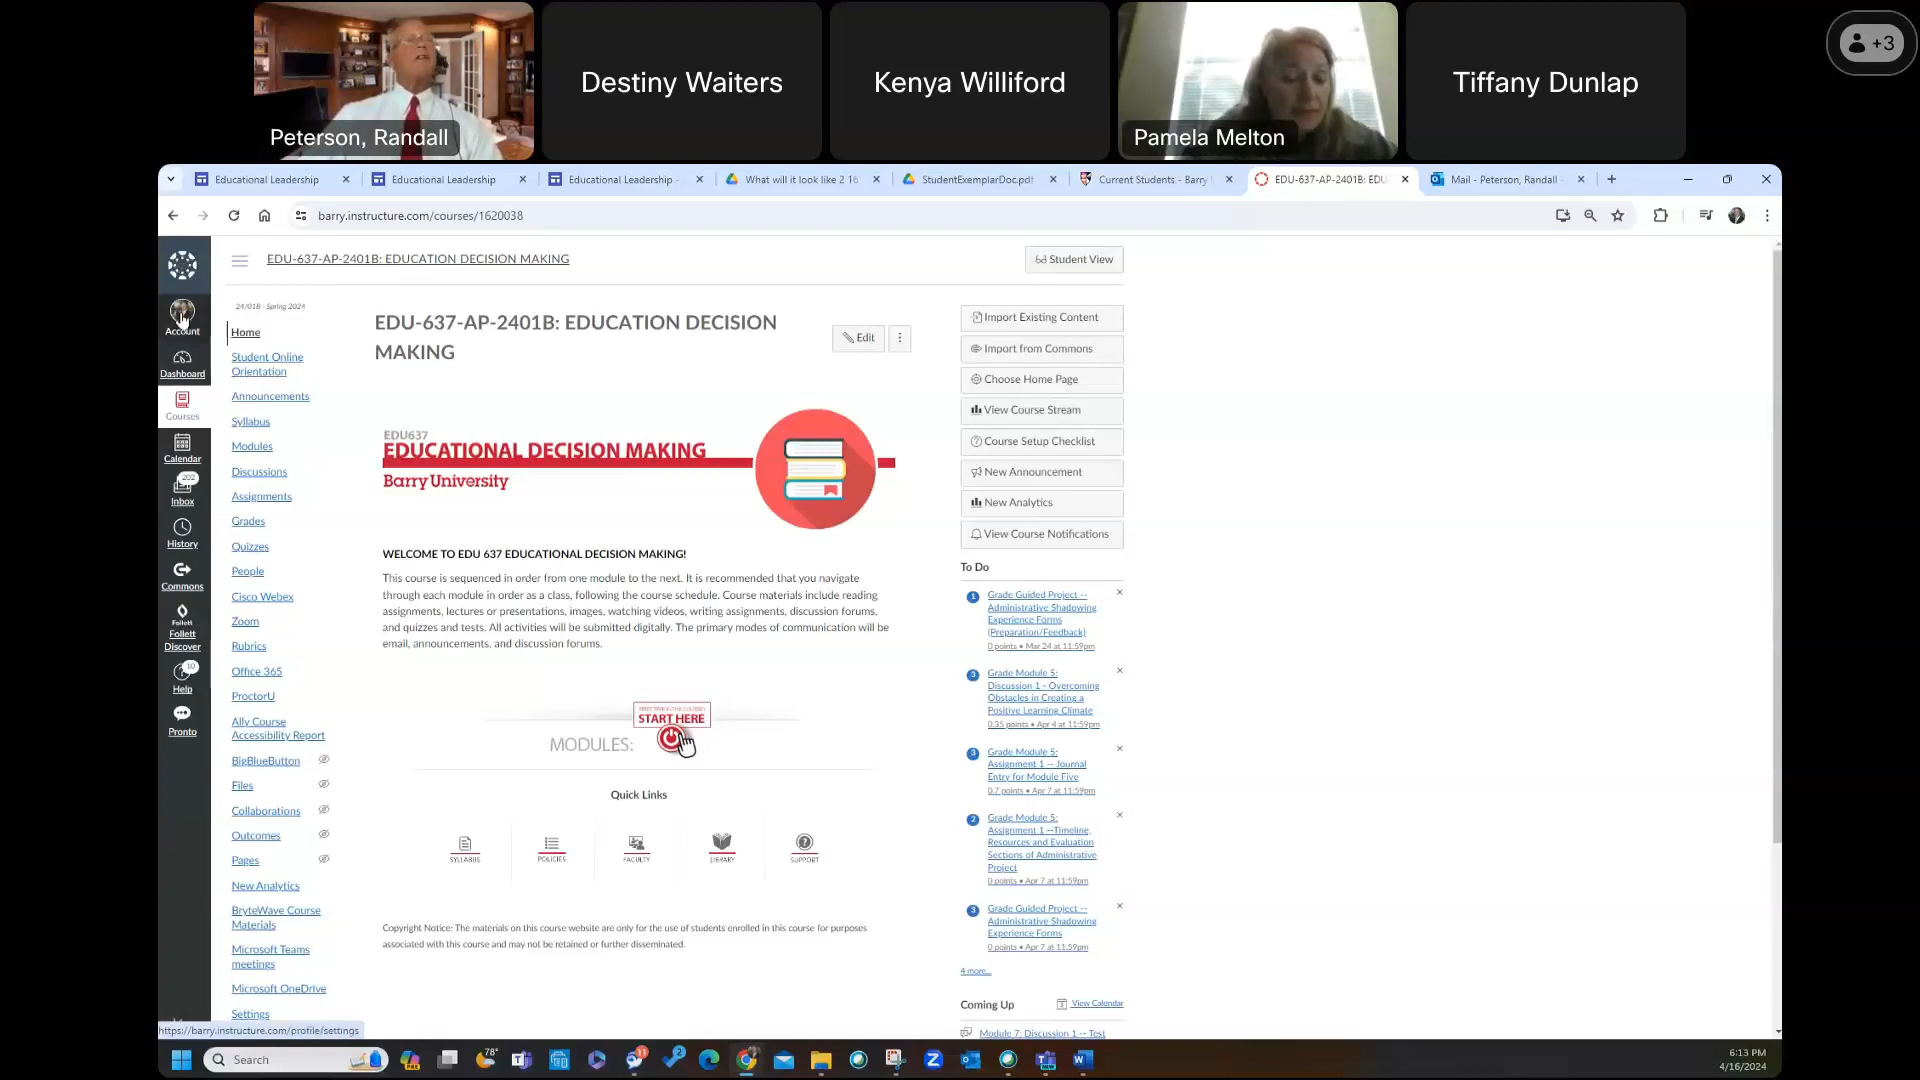 Peterson, Randall
Destiny Waiters
Kenya Williford
Pamela Melton
Tiffany Dunlap
+3
Educational Leadership
Educational Leadership
Educational Leadership -
What will it look like 2 16
StudentExemplarDoc.pdf
Current Students - Barry
EDU-637-AP-2401B: EDU
Mail - Peterson, Randall -
barry.instructure.com/courses/1620038
EDU-637-AP-2401B: EDUCATION DECISION MAKING
Student View
Account
Dashboard
Courses
Calendar
202
Inbox
History
Commons
Follett
Follett
Discover
10
Help
Pronto
24/01B - Spring 2024
Home
Student Online
Orientation
Announcements
Syllabus
Modules
Discussions
Assignments
Grades
Quizzes
People
Cisco Webex
Zoom
Rubrics
Office 365
ProctorU
Ally Course
Accessibility Report
BigBlueButton
Files
Collaborations
Outcomes
Pages
New Analytics
BryteWave Course
Materials
Microsoft Teams
meetings
Microsoft OneDrive
Settings
https://barry.instructure.com/profile/settings
EDU-637-AP-2401B: EDUCATION DECISION
MAKING
Edit
EDU637
EDUCATIONAL DECISION MAKING
Barry University
WELCOME TO EDU 637 EDUCATIONAL DECISION MAKING!
This course is sequenced in order from one module to the next. It is recommended that you navigate
through each module in order as a class, following the course schedule. Course materials include reading
assignments, lectures or presentations, images, watching videos, writing assignments, discussion forums,
and quizzes and tests. All activities will be submitted digitally. The primary modes of communication will be
email, announcements, and discussion forums.
START HERE
MODULES:
Quick Links
SYLLABUS
POLICIES
FACULTY
LIBRARY
SUPPORT
Copyright Notice: The materials on this course website are only for the use of students enrolled in this course for purposes
associated with this course and may not be retained or further disseminated.
Import Existing Content
Import from Commons
Choose Home Page
View Course Stream
Course Setup Checklist
New Announcement
New Analytics
View Course Notifications
To Do
1
Grade Guided Project --
Administrative Shadowing
Experience Forms
(Preparation/Feedback)
0 points • Mar 24 at 11:59pm
3
Grade Module 5:
Discussion 1 - Overcoming
Obstacles in Creating a
Positive Learning Climate
0.35 points • Apr 4 at 11:59pm
3
Grade Module 5:
Assignment 1 -- Journal
Entry for Module Five
0.7 points • Apr 7 at 11:59pm
2
Grade Module 5:
Assignment 1 --Timeline,
Resources and Evaluation
Sections of Administrative
Project
0 points • Apr 7 at 11:59pm
3
Grade Guided Project --
Administrative Shadowing
Experience Forms
0 points • Apr 7 at 11:59pm
4 more...
Coming Up
View Calendar
Module 7: Discussion 1 -- Test
Search
78°
6:13 PM
4/16/2024